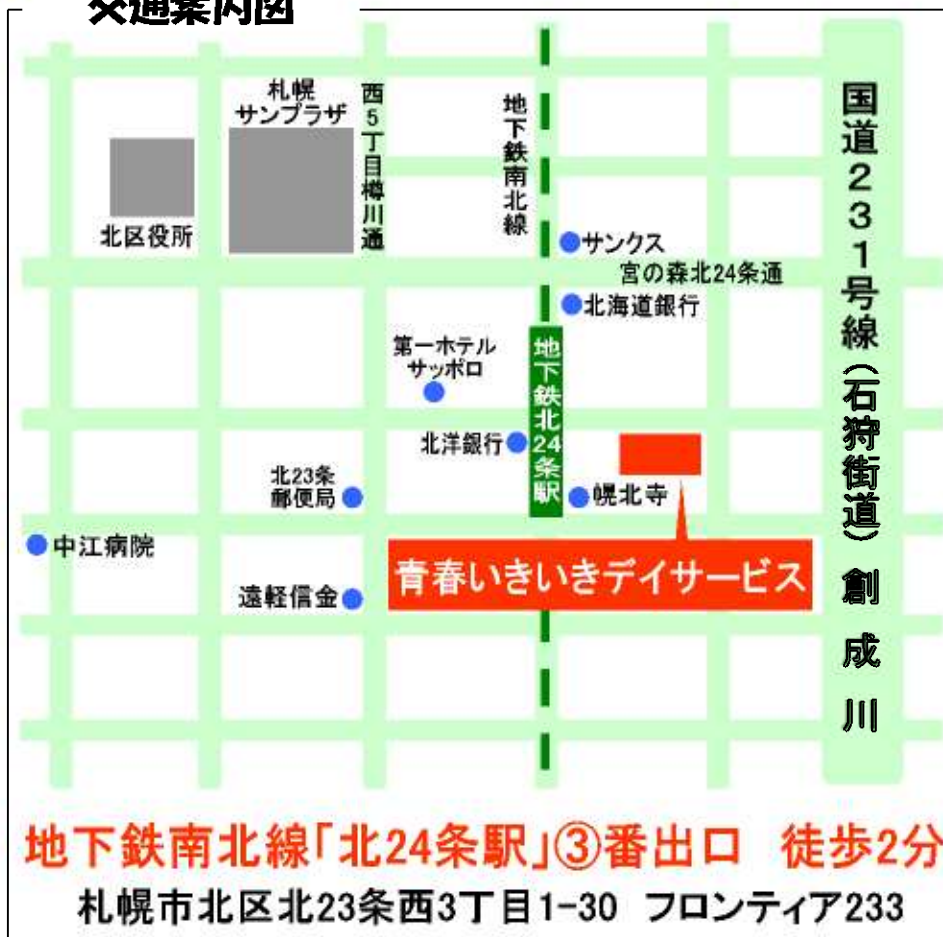 交通案内図
札幌
サンプラザ
西5丁目樽川通
地下鉄南北線
国道231号線(石狩街道)創成川
北区役所
サンクス
宮の森北24条通
北海道銀行
第一ホテル
サッポロ
地下鉄北24条駅
北洋銀行
北23条
郵便局
幌北寺
中江病院
青春いきいきデイサービス
遠軽信金
地下鉄南北線「北24条駅」③番出口 徒歩2分
札幌市北区北23条西3丁目1-30 フロンティア233